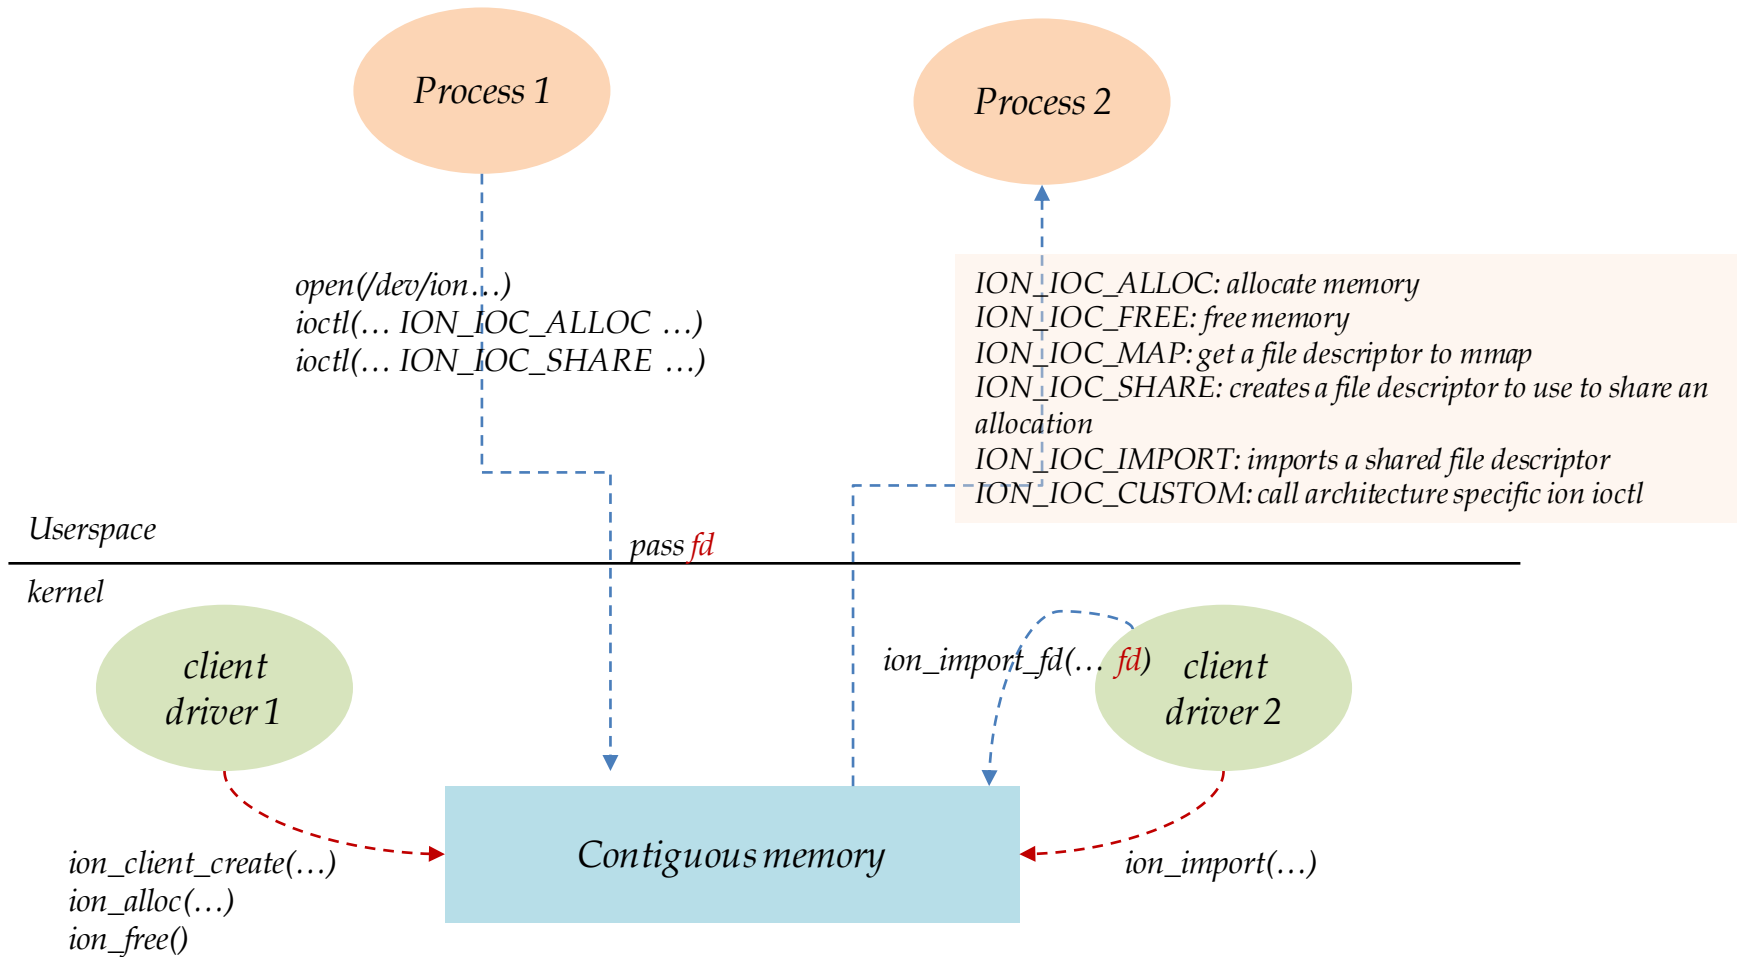 Process 1
Process 2
open(/dev/ion…)
ioctl(… ION_IOC_ALLOC …)
ioctl(… ION_IOC_SHARE …)
ION_IOC_ALLOC: allocate memory
ION_IOC_FREE: free memory
ION_IOC_MAP: get a file descriptor to mmap
ION_IOC_SHARE: creates a file descriptor to use to share an
allocation
ION_IOC_IMPORT: imports a shared file descriptor
ION_IOC_CUSTOM: call architecture specific ion ioctl
Userspace
pass fd
kernel
client
driver 1
ion_import_fd(… fd)
client
driver 2
Contiguous memory
ion_client_create(…)
ion_alloc(…)
ion_free()
ion_import(…)